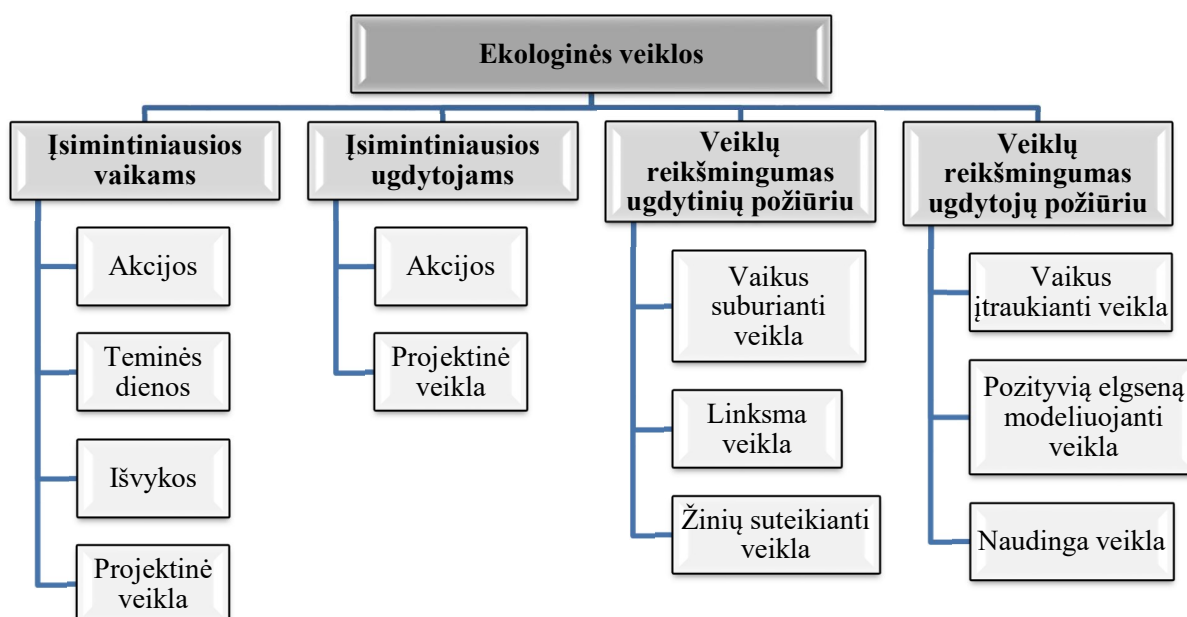 Ekologinės veiklos
Įsimintiniausios
vaikams
Akcijos
Teminės
dienos
Išvykos
Projektinė
veikla
Įsimintiniausios
ugdytojams
Akcijos
Projektinė
veikla
Veiklų
reikšmingumas
ugdytinių požiūriu
Vaikus
suburianti
veikla
Linksma
veikla
Žinių suteikianti
veikla
Veiklų
reikšmingumas
ugdytojų požiūriu
Vaikus
įtraukianti veikla
Pozityvią elgseną
modeliuojanti
veikla
Naudinga veikla